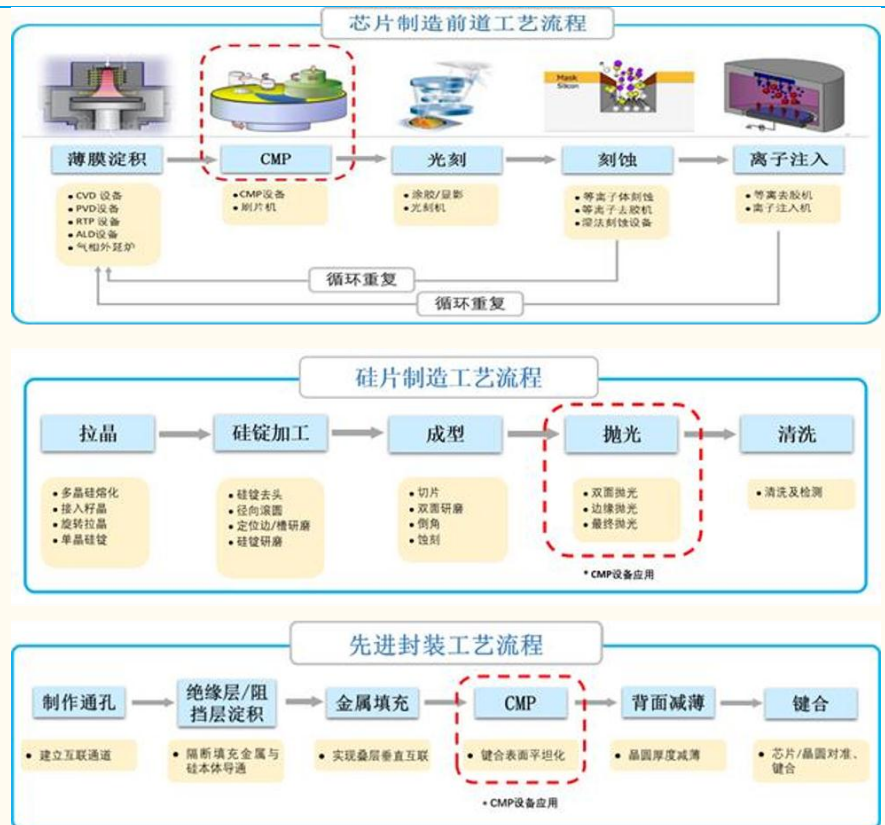 芯片制造前道工艺流程
Mask
Silicon
薄膜淀积
CMP
光刻
刻蚀
离子注入
• CVD 设备
• PVD设备
• RTP 设备
• ALD设备
• 气相外延炉
• CMP设备
• 刷片机
• 涂胶/显影
• 光刻机
• 等离子体刻蚀
• 等离子去胶机
• 湿法刻蚀设备
• 等离去胶机
• 离子注入机
循环重复
循环重复
硅片制造工艺流程
拉晶
硅锭加工
成型
抛光
清洗
• 多晶硅熔化
• 接入籽晶
• 旋转拉晶
• 单晶硅锭
• 硅锭去头
• 径向滚圆
• 定位边/槽研磨
• 硅锭研磨
• 切片
• 双面研磨
• 倒角
• 蚀刻
• 双面抛光
• 边缘抛光
• 最终抛光
• 清洗及检测
* CMP设备应用
先进封装工艺流程
制作通孔
绝缘层/阻
挡层淀积
金属填充
CMP
背面减薄
键合
• 建立互联通道
• 隔断填充金属与
硅本体导通
• 实现叠层垂直互联
• 键合表面平坦化
• 晶圆厚度减薄
• 芯片/晶圆对准、
键合
* CMP设备应用